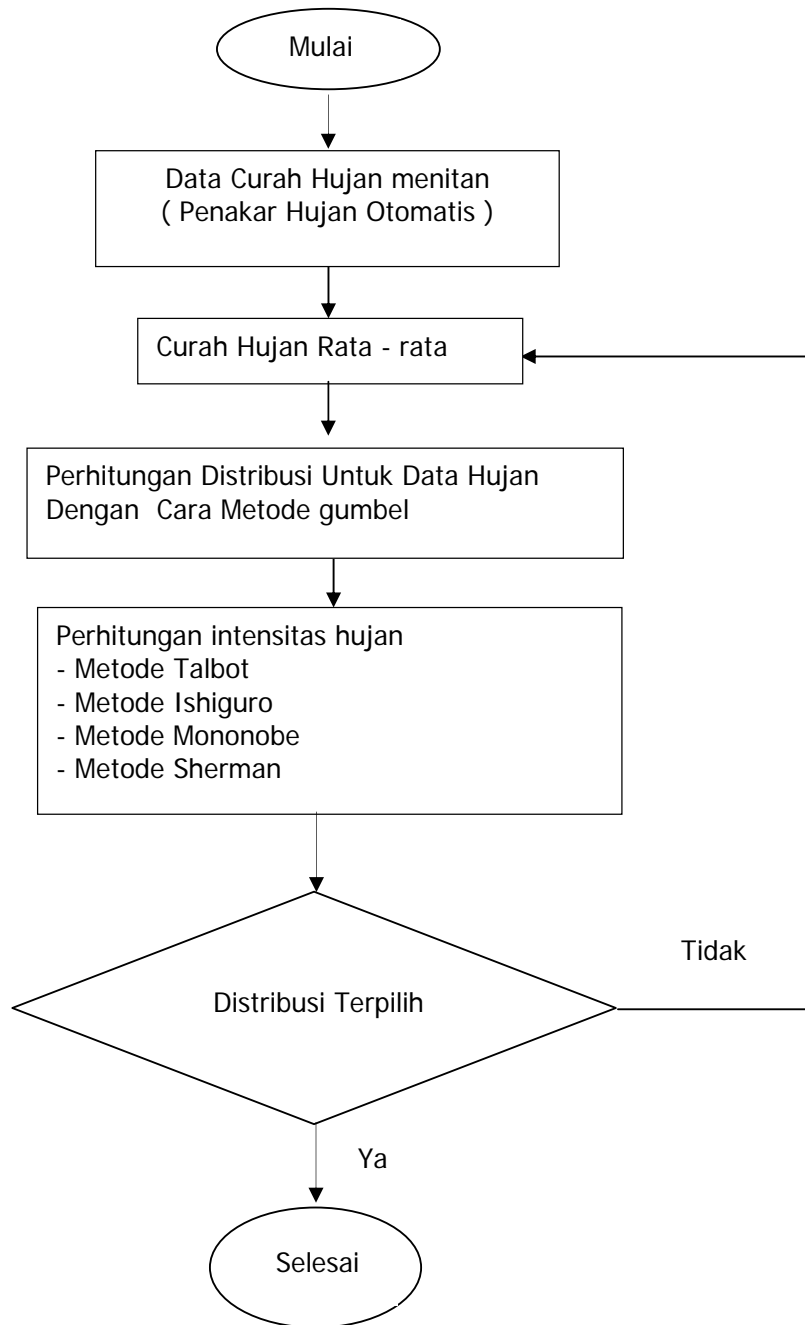 Mulai
Data Curah Hujan menitan
( Penakar Hujan Otomatis )
Curah Hujan Rata - rata
Perhitungan Distribusi Untuk Data Hujan
Dengan Cara Metode gumbel
Perhitungan intensitas hujan
- Metode Talbot
- Metode Ishiguro
- Metode Mononobe
- Metode Sherman
Tidak
Distribusi Terpilih
Ya
Selesai